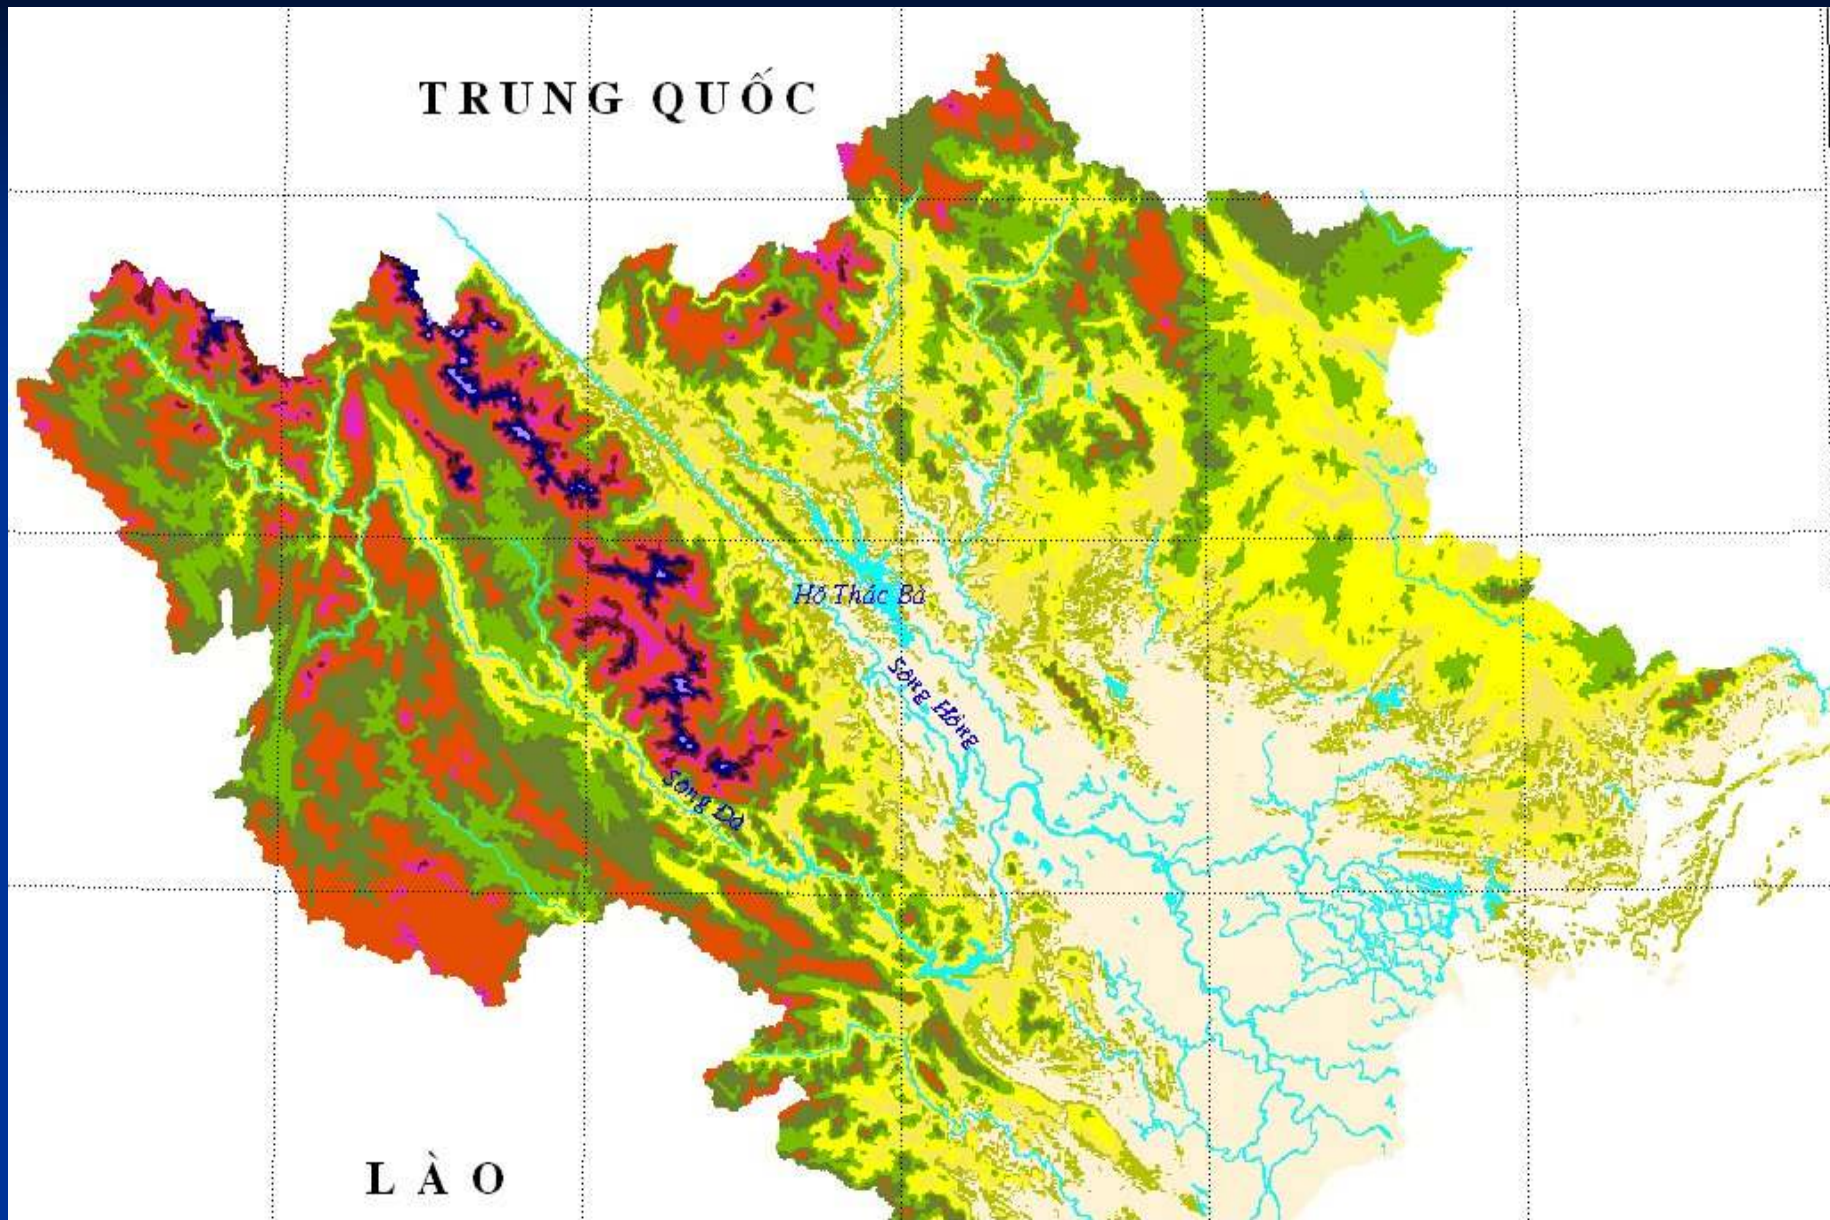 TRUNG QUỐC
Hồ Thác Bà
Sông Hồng
Sông Đà
LÀO